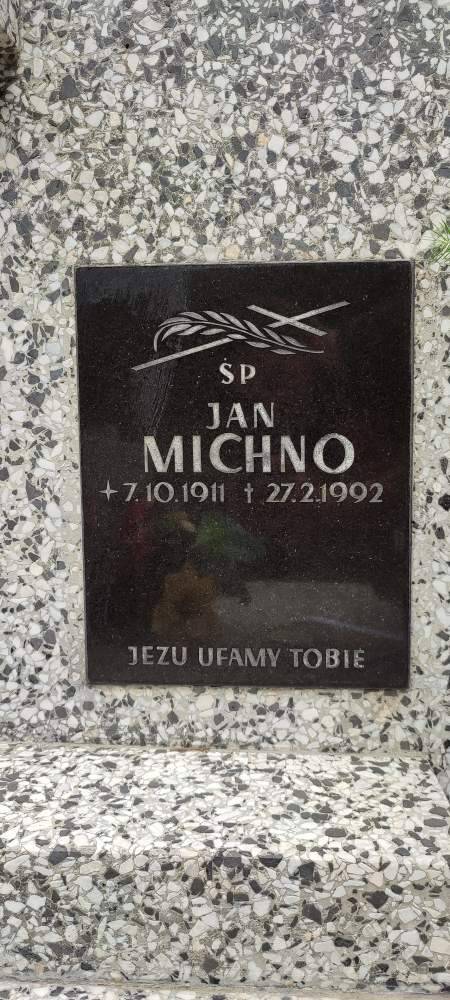 ŚP
JAN
MICHNO
✦7.10.1911 † 27.2.1992
JEZU UFAMY TOBIE